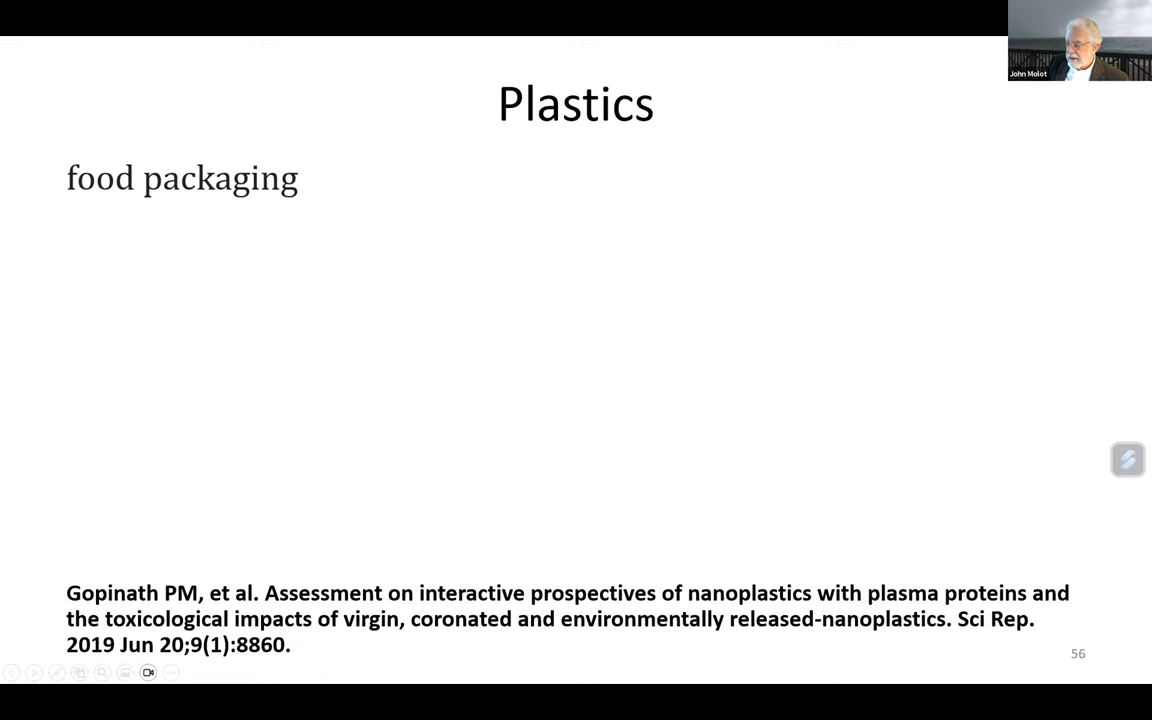 John Molot
Plastics
food packaging
Gopinath PM, et al. Assessment on interactive prospectives of nanoplastics with plasma proteins and
the toxicological impacts of virgin, coronated and environmentally released-nanoplastics. Sci Rep.
2019 Jun 20;9(1):8860.
56